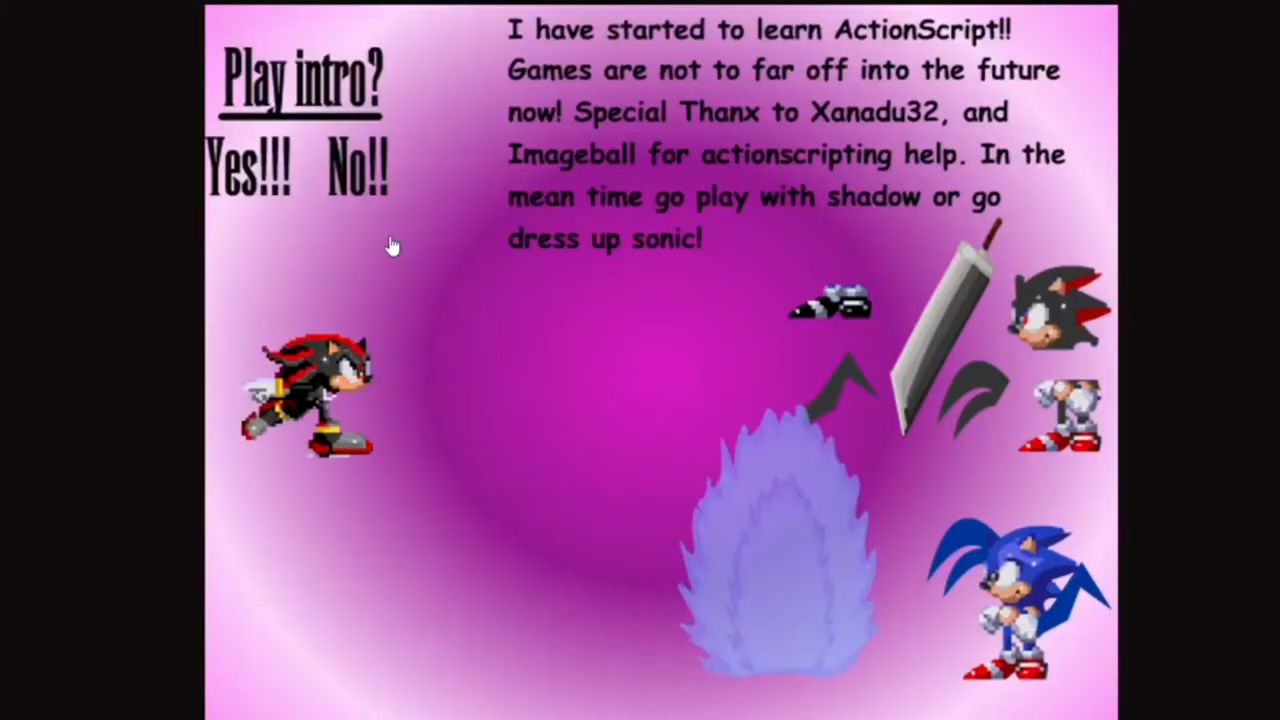 Play intro?
Yes!!! No!!
I have started to learn ActionScript!!
Games are not to far off into the future
now! Special Thanx to Xanadu32, and
Imageball for actionscripting help. In the
mean time go play with shadow or go
dress up sonic!